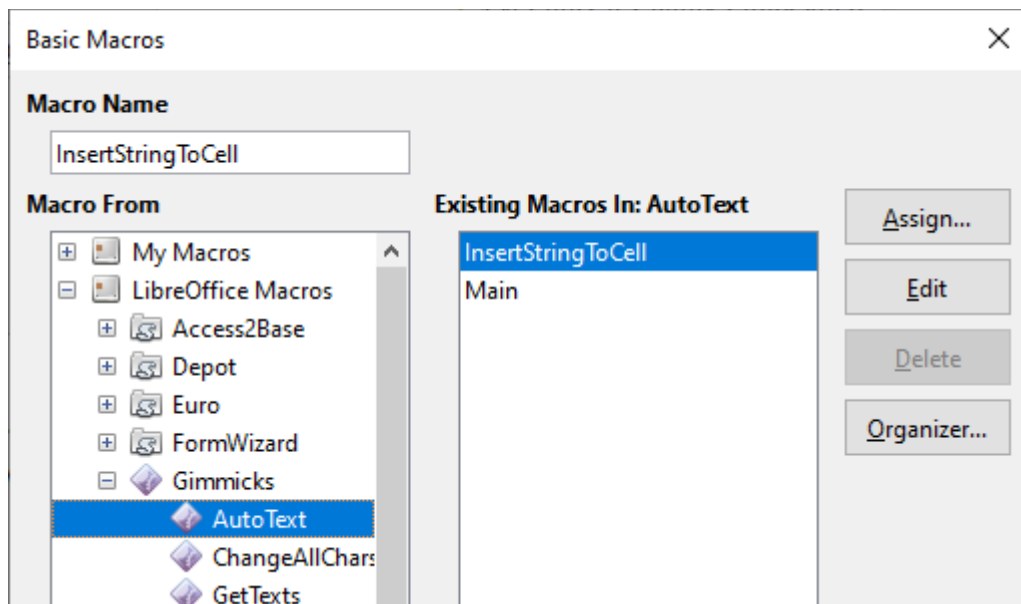 Basic Macros
Macro Name
InsertStringToCell
Macro From
Existing Macros In: AutoText
My Macros
LibreOffice Macros
Access2Base
Depot
Euro
FormWizard
Gimmicks
AutoText
ChangeAllChars
GetTexts
InsertStringToCell
Main
Assign...
Edit
Delete
Organizer...